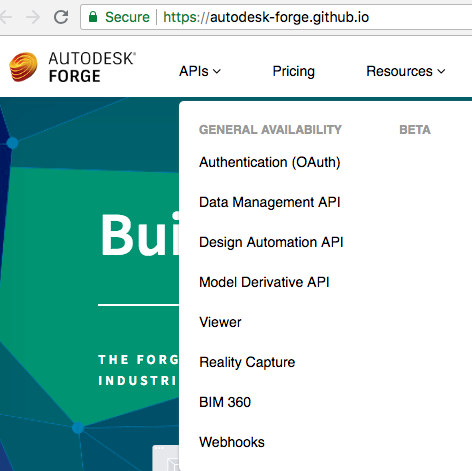 Secure https://autodesk-forge.github.io
AUTODESK®
FORGE
APIs Pricing Resources
GENERAL AVAILABILITY BETA
Authentication (OAuth)
Data Management API
Design Automation API
Model Derivative API
Viewer
Reality Capture
BIM 360
Webhooks
Bui
THE FORG
INDUSTRI